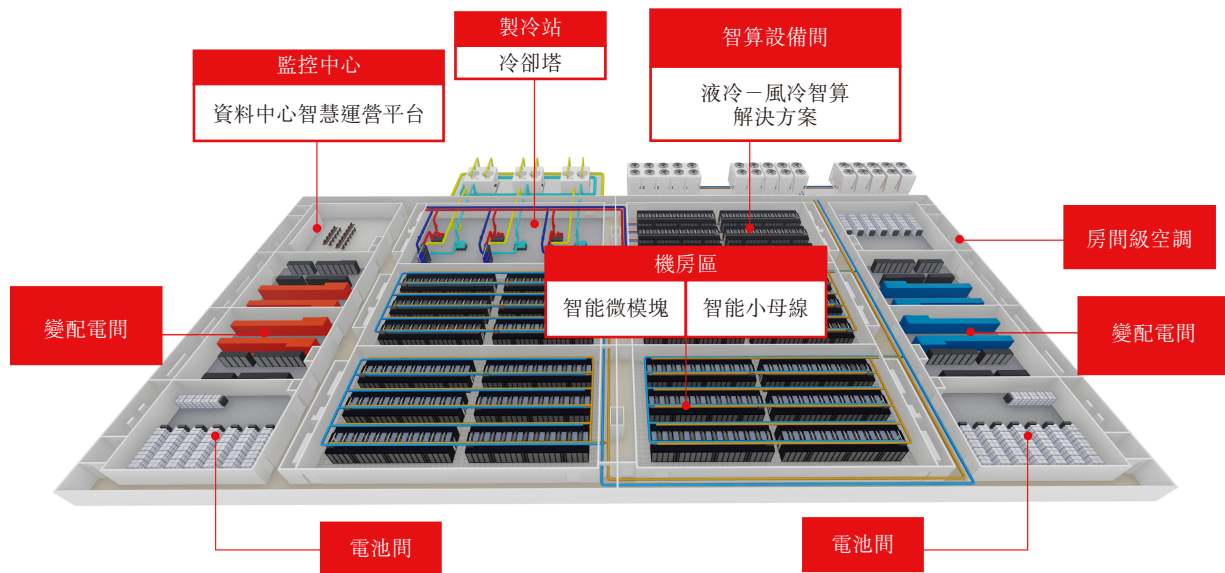 製冷站
冷卻塔
智算設備間
液冷－風冷智算
解決方案
監控中心
資料中心智慧運營平台
房間級空調
機房區
智能微模塊
智能小母線
變配電間
變配電間
電池間
電池間